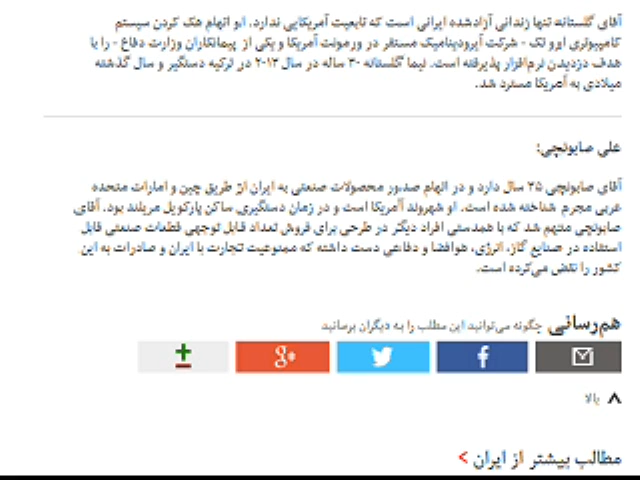 آقای گلستانه تنها زندانی آزادشده ایرانی است که تابعیت آمریکایی ندارد. او اتهام هک کردن سیستم
کامپیوتری ارو تک - شرکت آیرودینامیک مستقر در ورمونت آمریکا و یکی از پیمانکاران وزارت دفاع - را با
هدف دزدیدن نرم‌افزار پذیرفته است. نیما گلستانه ۳۰ ساله در سال ۲۰۱۳ در ترکیه دستگیر و سال گذشته
میلادی به آمریکا مسترد شد.
علی صابونچی:
آقای صابونچی ۳۵ سال دارد و در اتهام صدور محصولات صنعتی به ایران از طریق چین و امارات متحده
عربی مجرم شناخته شده است. او شهروند آمریکا است و در زمان دستگیری ساکن پارکویل مریلند بود. آقای
صابونچی متهم شد که با همدستی افراد دیگر در طرحی برای فروش تعداد قابل توجهی قطعات صنعتی قابل
استفاده در صنایع گاز، انرژی، هوافضا و دفاعی دست داشته که ممنوعیت تجارت با ایران و صادرات به این
کشور را نقض می‌کرده است.
هم‌رسانی چگونه می‌توانید این مطلب را به دیگران برسانید
بالا
مطالب بیشتر از ایران >